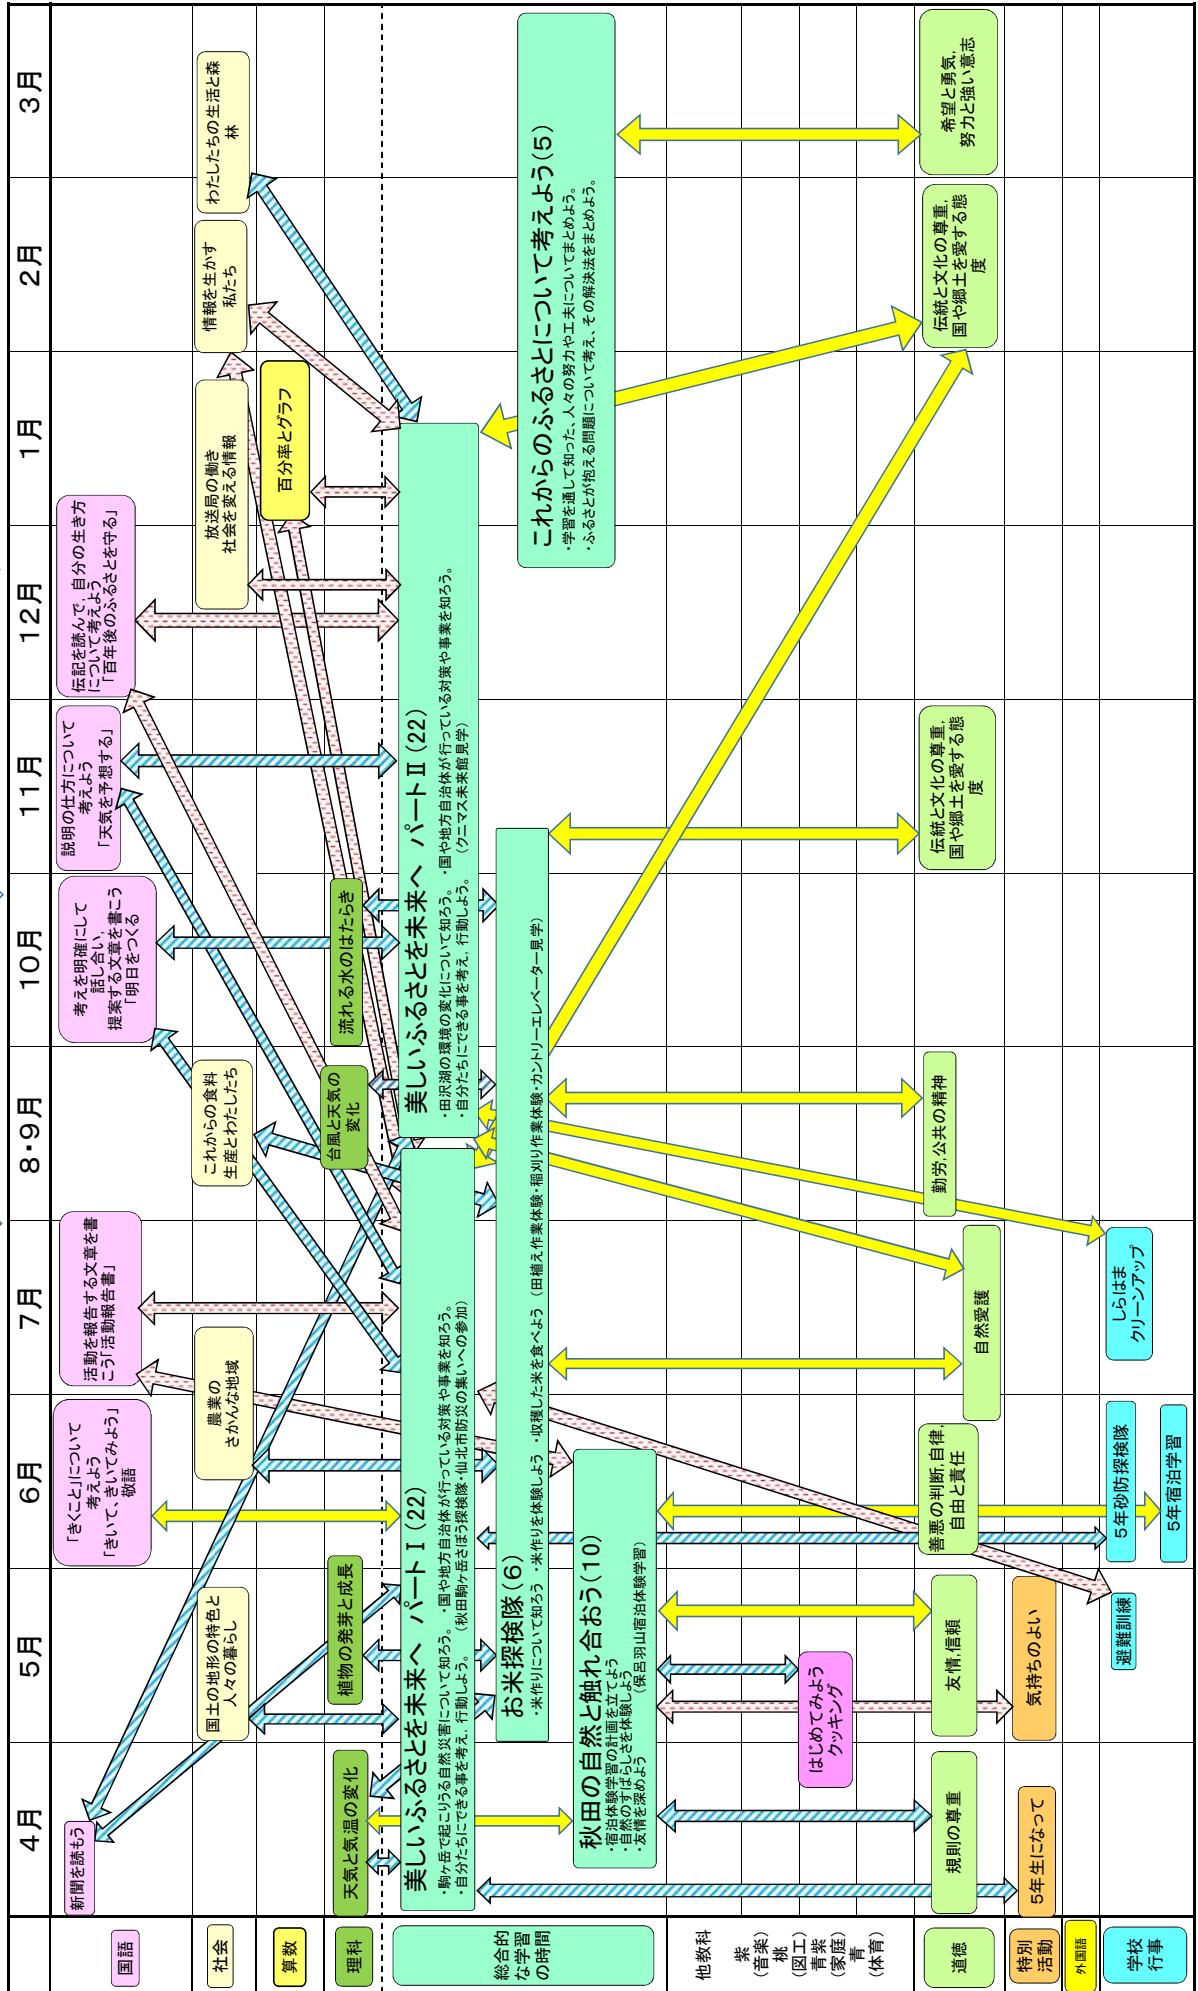 4月
5月
6月
7月
8・9月
10月
11月
12月
1月
2月
3月
国語
新聞を読もう
「きくこと」について
考えよう
「きいて、きいてみよう」
敬語
活動を報告する文章を書
こう「活動報告書」
考えを明確にして
話し合い,
提案する文章を書こう
「明日をつくる
説明の仕方について
考えよう
「天気を予想する」
伝記を読んで,自分の生き方
について考えよう
「百年後のふるさとを守る」
社会
国土の地形の特色と
人々の暮らし
農業の
さかんな地域
これからの食料
生産とわたしたち
放送局の働き
社会を変える情報
情報を生かす
私たち
わたしたちの生活と森
林
算数
百分率とグラフ
理科
天気と気温の変化
植物の発芽と成長
台風と天気の
変化
流れる水のはたらき
総合的
な学習
の時間
美しいふるさとを未来へ パートⅠ(22)
・駒ヶ岳で起こりうる自然災害について知ろう。 ・国や地方自治体が行っている対策や事業を知ろう。
・自分たちにできる事を考え,行動しよう。 (秋田駒ヶ岳さぼう探検隊・仙北市防災の集いへの参加)
美しいふるさとを未来へ パートⅡ(22)
・田沢湖の環境の変化について知ろう。 ・国や地方自治体が行っている対策や事業を知ろう。
・自分たちにできる事を考え,行動しよう。 (クニマス未来館見学)
お米探検隊(6)
・米作りについて知ろう ・米作りを体験しよう ・収穫した米を食べよう (田植え作業体験・稲刈り作業体験・カントリーエレベーター見学)
秋田の自然と触れ合おう(10)
・宿泊体験学習の計画を立てよう
・自然のすばらしさを体験しよう
・友情を深めよう (保呂羽山宿泊体験学習)
これからのふるさとについて考えよう(5)
・学習を通して知った、人々の努力や工夫についてまとめよう。
・ふるさとが抱える問題について考え、その解決法をまとめよう。
他教科
紫
(音楽)
桃
(図工)
青紫
(家庭)
青
(体育)
はじめてみよう
クッキング
道徳
規則の尊重
友情,信頼
善悪の判断,自律,
自由と責任
自然愛護
勤労,公共の精神
伝統と文化の尊重,
国や郷土を愛する態
度
伝統と文化の尊重,
国や郷土を愛する態
度
希望と勇気,
努力と強い意志
特別
活動
5年生になって
気持ちのよい
外国語
学校
行事
避難訓練
5年砂防探検隊
5年宿泊学習
しらはま
クリーンアップ